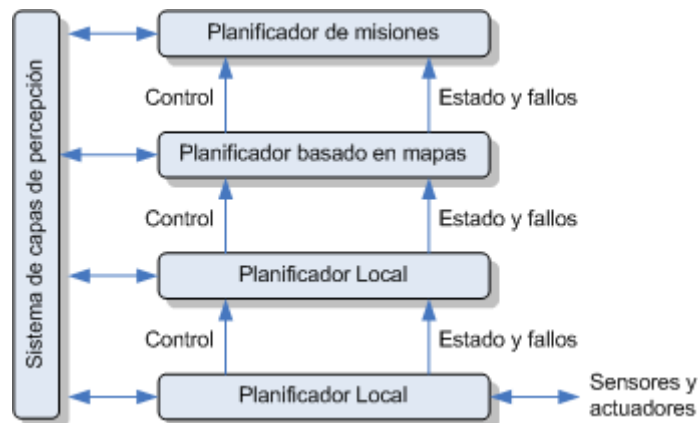 Sistema de capas de percepción
Planificador de misiones
Control
Estado y fallos
Planificador basado en mapas
Control
Estado y fallos
Planificador Local
Control
Estado y fallos
Planificador Local
Sensores y
actuadores